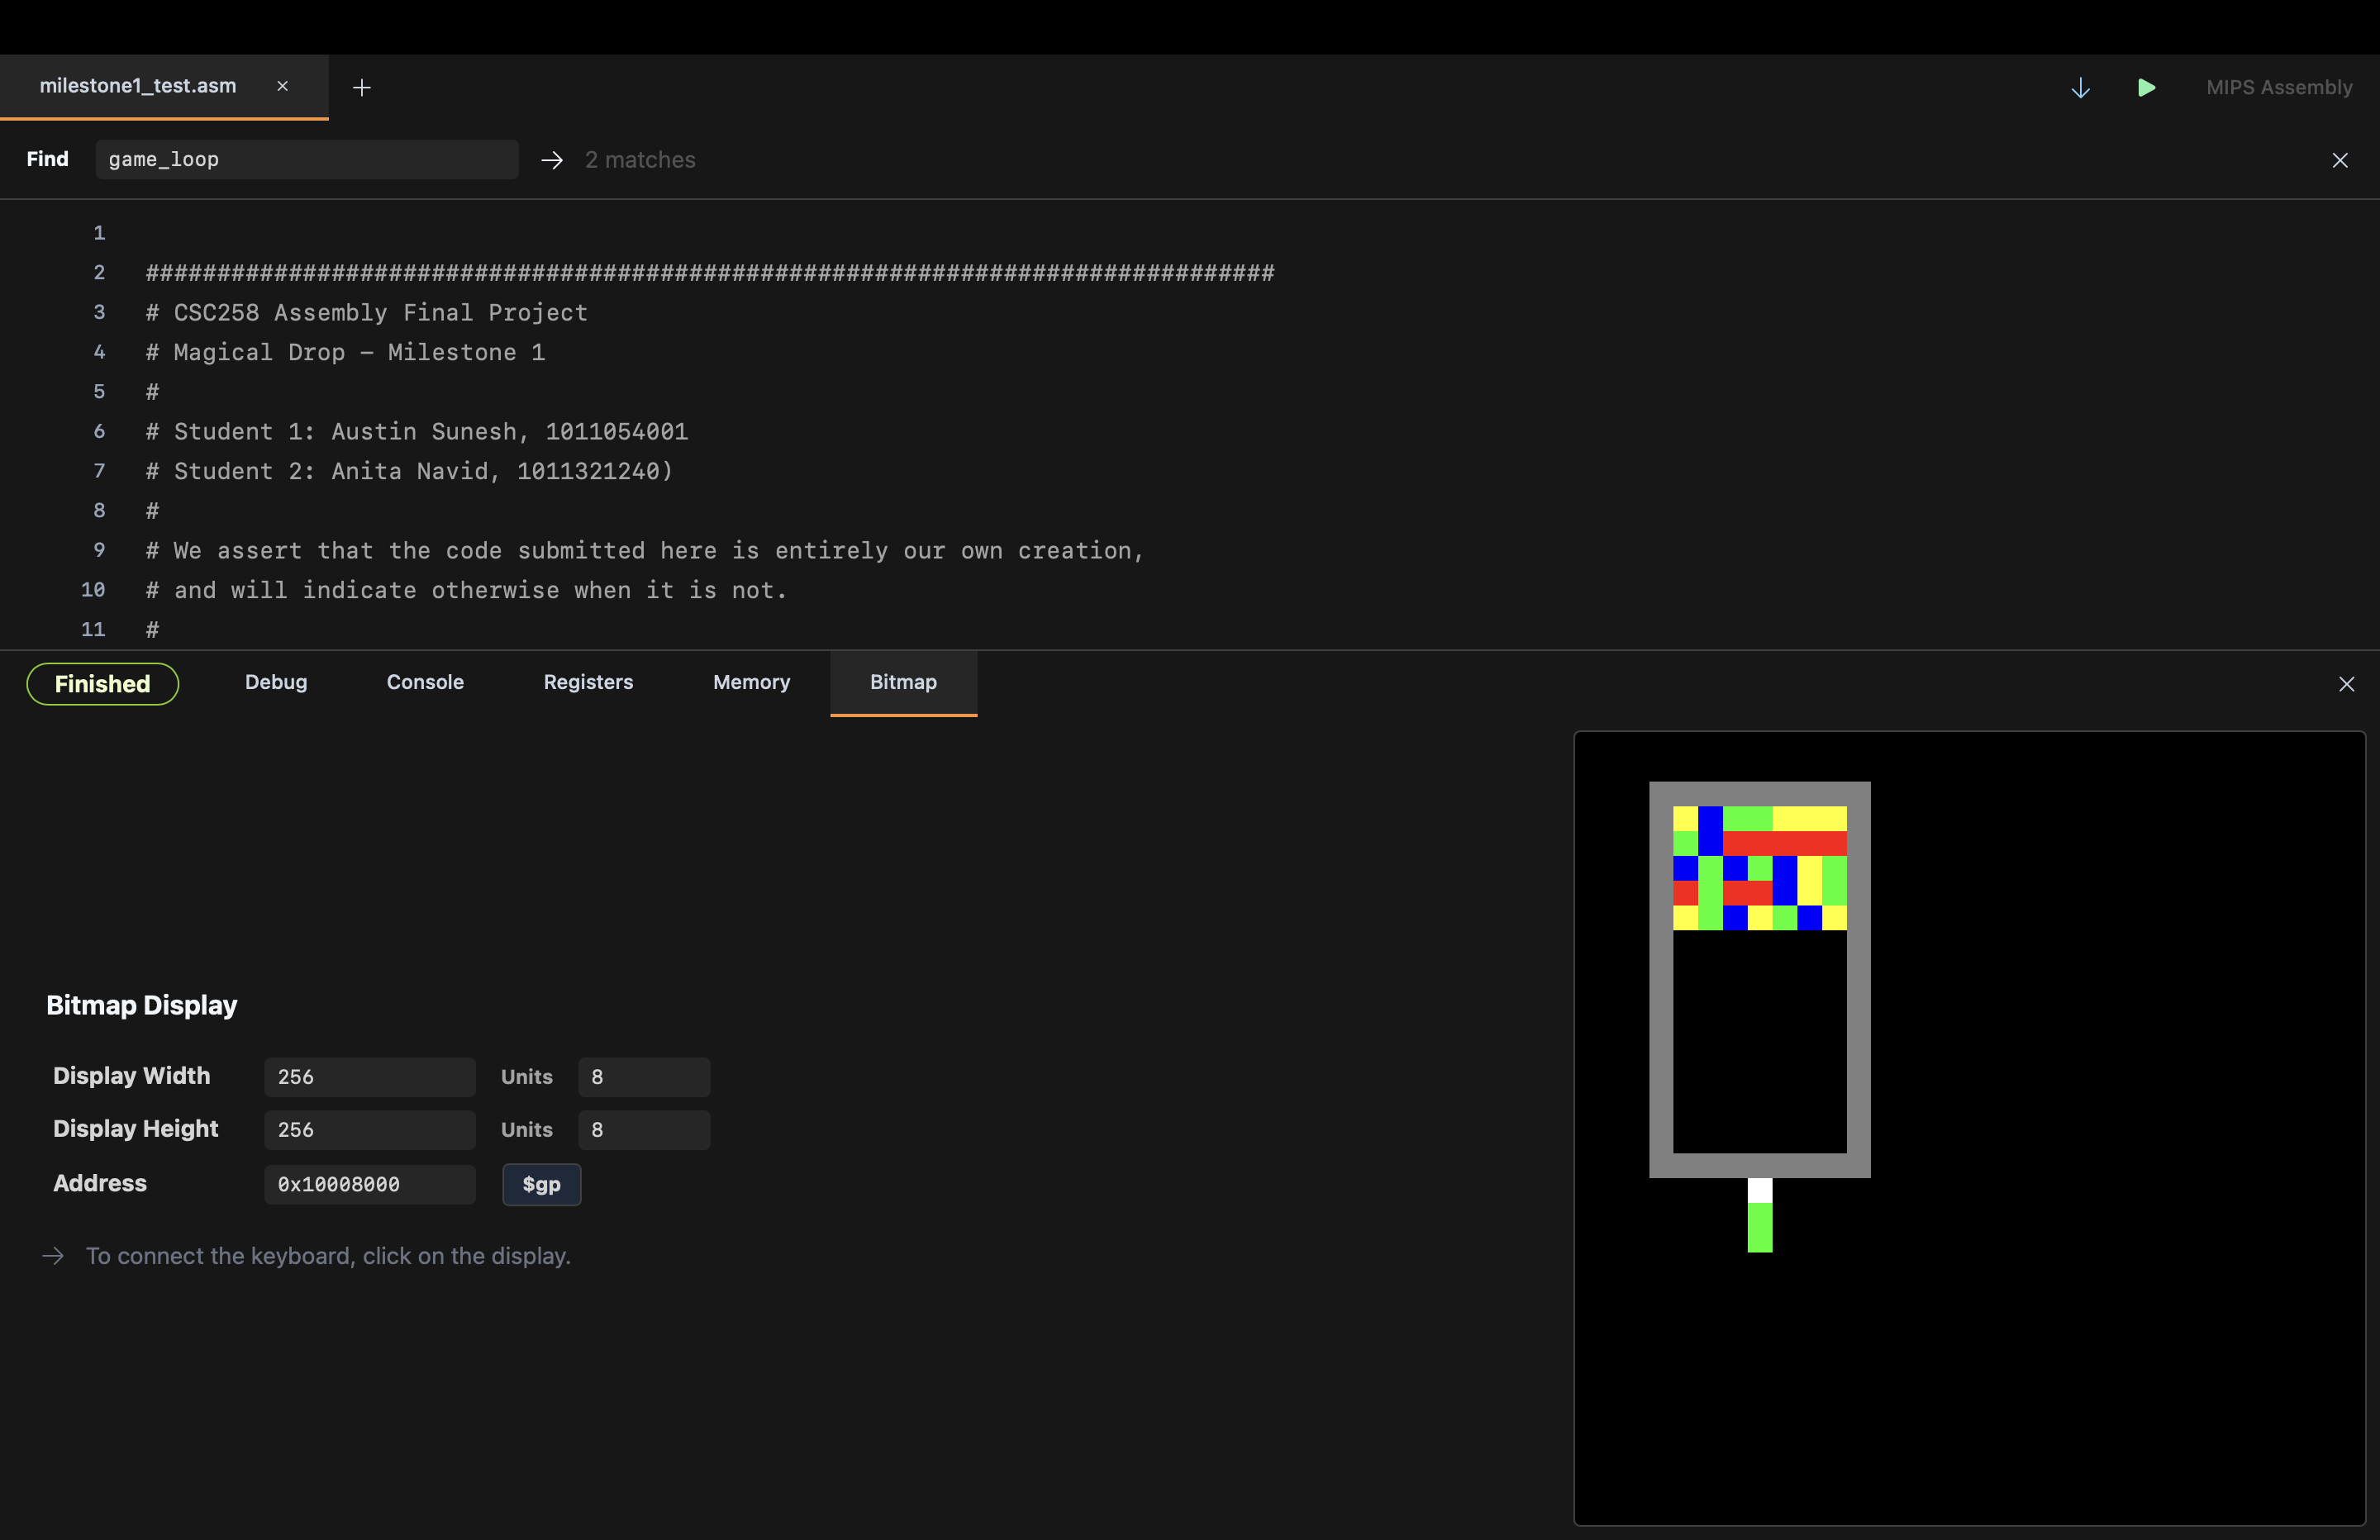 milestone1_test.asm × +
MIPS Assembly
Find game_loop → 2 matches
1
2 ###############################################################################
3 # CSC258 Assembly Final Project
4 # Magical Drop – Milestone 1
5 #
6 # Student 1: Austin Sunesh, 1011054001
7 # Student 2: Anita Navid, 1011321240)
8 #
9 # We assert that the code submitted here is entirely our own creation,
10 # and will indicate otherwise when it is not.
11 #
Finished Debug Console Registers Memory Bitmap
Bitmap Display
Display Width 256 Units 8
Display Height 256 Units 8
Address 0x10008000 $gp
→ To connect the keyboard, click on the display.